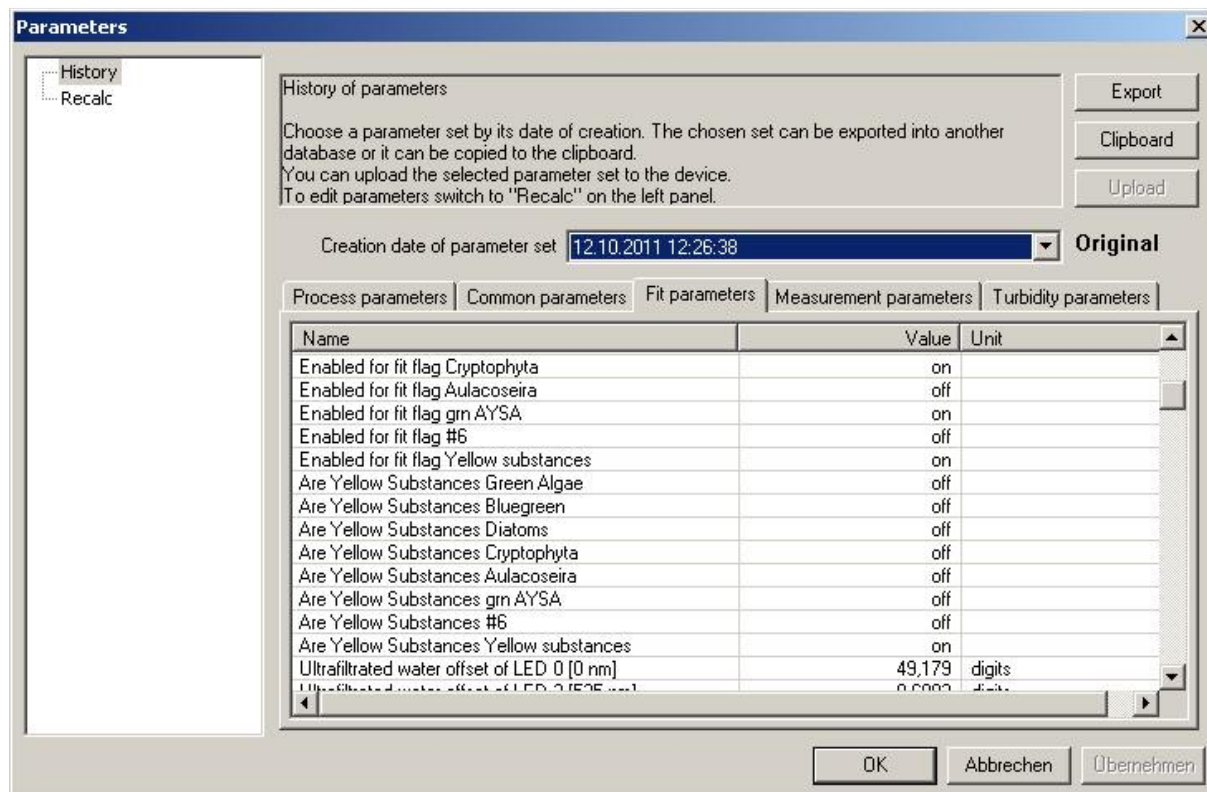 Parameters
History
Recalc
History of parameters
Choose a parameter set by its date of creation. The chosen set can be exported into another
database or it can be copied to the clipboard.
You can upload the selected parameter set to the device.
To edit parameters switch to "Recalc" on the left panel.
Export
Clipboard
Upload
Creation date of parameter set 12.10.2011 12:26:38 Original
Process parameters Common parameters Fit parameters Measurement parameters Turbidity parameters
Name Value Unit
Enabled for fit flag Cryptophyta on
Enabled for fit flag Aulacoseira off
Enabled for fit flag grn AYSA on
Enabled for fit flag #6 off
Enabled for fit flag Yellow substances on
Are Yellow Substances Green Algae off
Are Yellow Substances Bluegreen off
Are Yellow Substances Diatoms off
Are Yellow Substances Cryptophyta off
Are Yellow Substances Aulacoseira off
Are Yellow Substances grn AYSA off
Are Yellow Substances #6 off
Are Yellow Substances Yellow substances on
Ultrafiltrated water offset of LED 0 [0 nm] 49,179 digits
OK Abbrechen Übernehmen